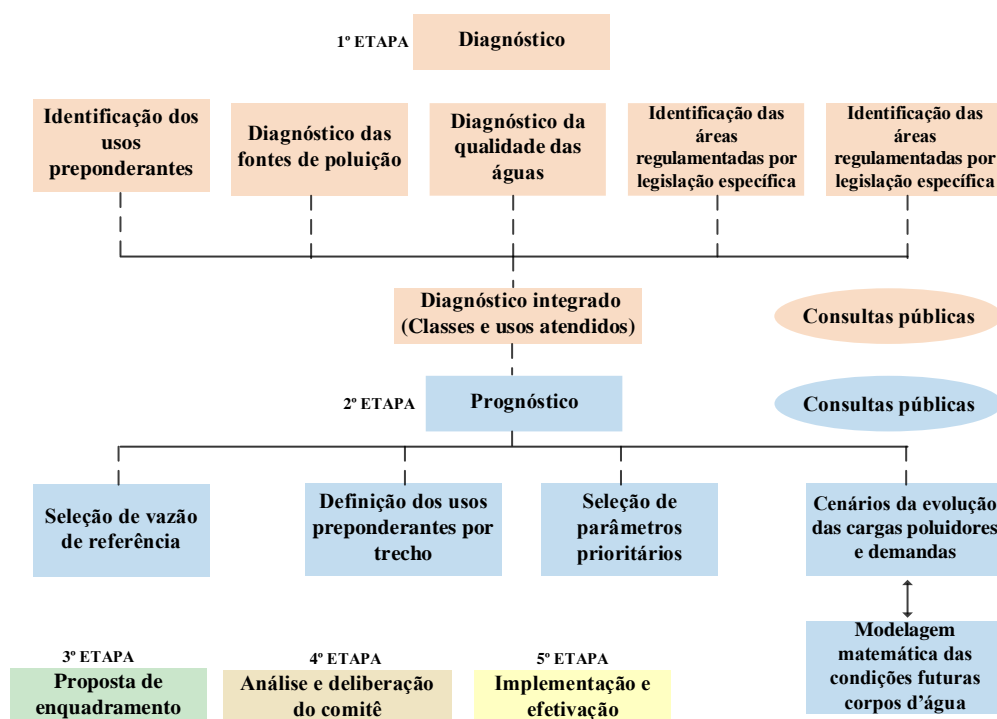 1º ETAPA
Diagnóstico
Identificação dos
usos
preponderantes
Diagnóstico das
fontes de poluição
Diagnóstico da
qualidade das
águas
Identificação das
áreas
regulamentadas por
legislação específica
Identificação das
áreas
regulamentadas por
legislação específica
Diagnóstico integrado
(Classes e usos atendidos)
Consultas públicas
2º ETAPA
Prognóstico
Consultas públicas
Seleção de vazão
de referência
Definição dos usos
preponderantes por
trecho
Seleção de
parâmetros
prioritários
Cenários da evolução
das cargas poluidores
e demandas
Modelagem
matemática das
condições futuras
corpos d’água
3º ETAPA
Proposta de
enquadramento
4º ETAPA
Análise e deliberação
do comitê
5º ETAPA
Implementação e
efetivação